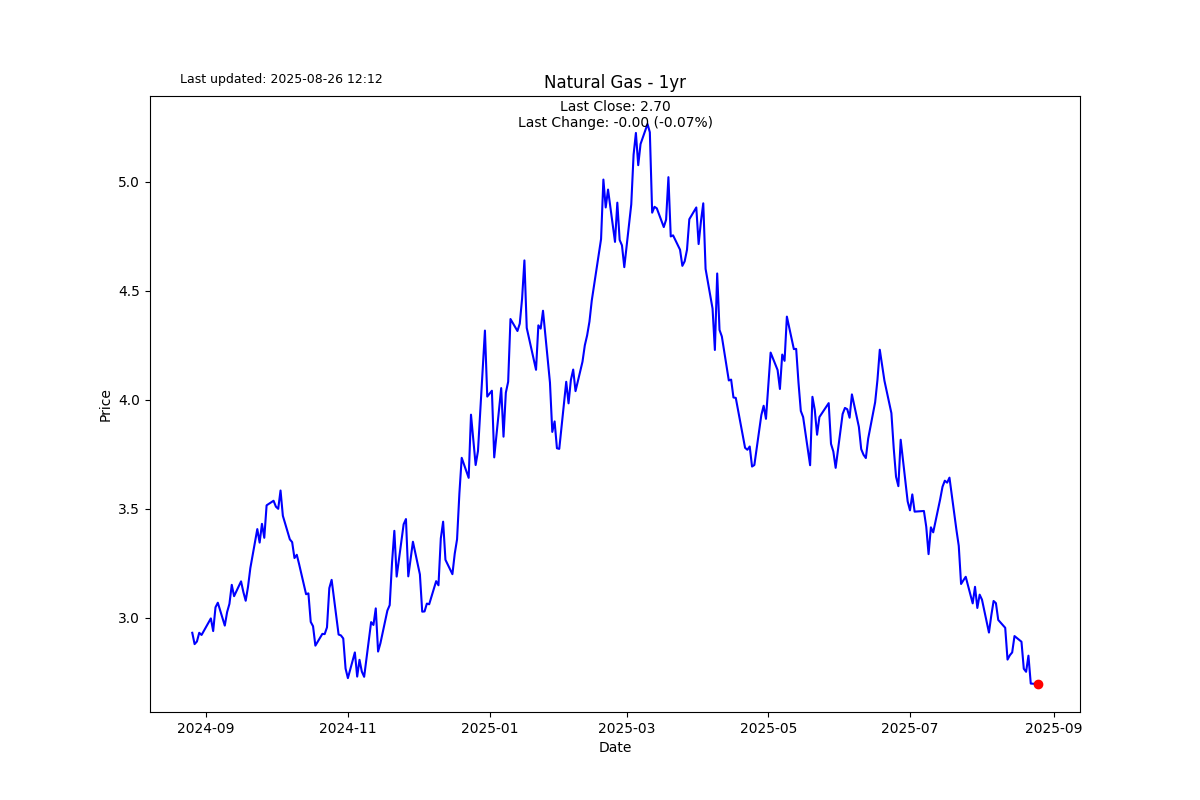 Last updated: 2025-08-26 12:12
Natural Gas - 1yr
Last Close: 2.70
Last Change: -0.00 (-0.07%)
5.0
4.5
4.0
3.5
3.0
Price
2024-09
2024-11
2025-01
2025-03
2025-05
2025-07
2025-09
Date